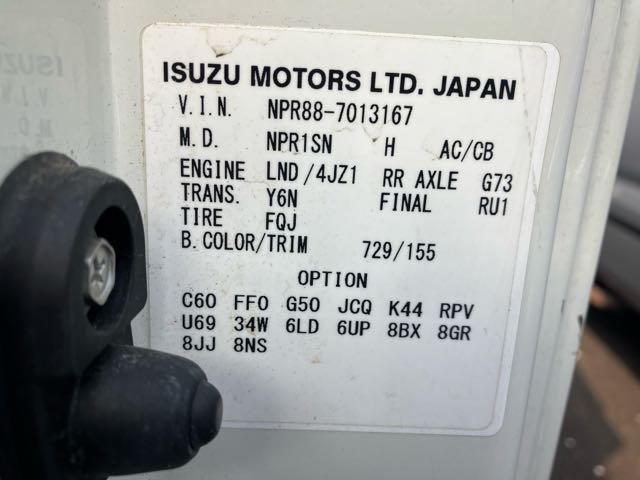 ISUZU MOTORS LTD. JAPAN
V.I.N. NPR88-7013167
M.D. NPR1SN H AC/CB
ENGINE LND/4JZ1 RR AXLE G73
TRANS. Y6N FINAL RU1
TIRE FQJ
B.COLOR/TRIM 729/155
OPTION
C60 FF0 G50 JCQ K44 RPV
U69 34W 6LD 6UP 8BX 8GR
8JJ 8NS